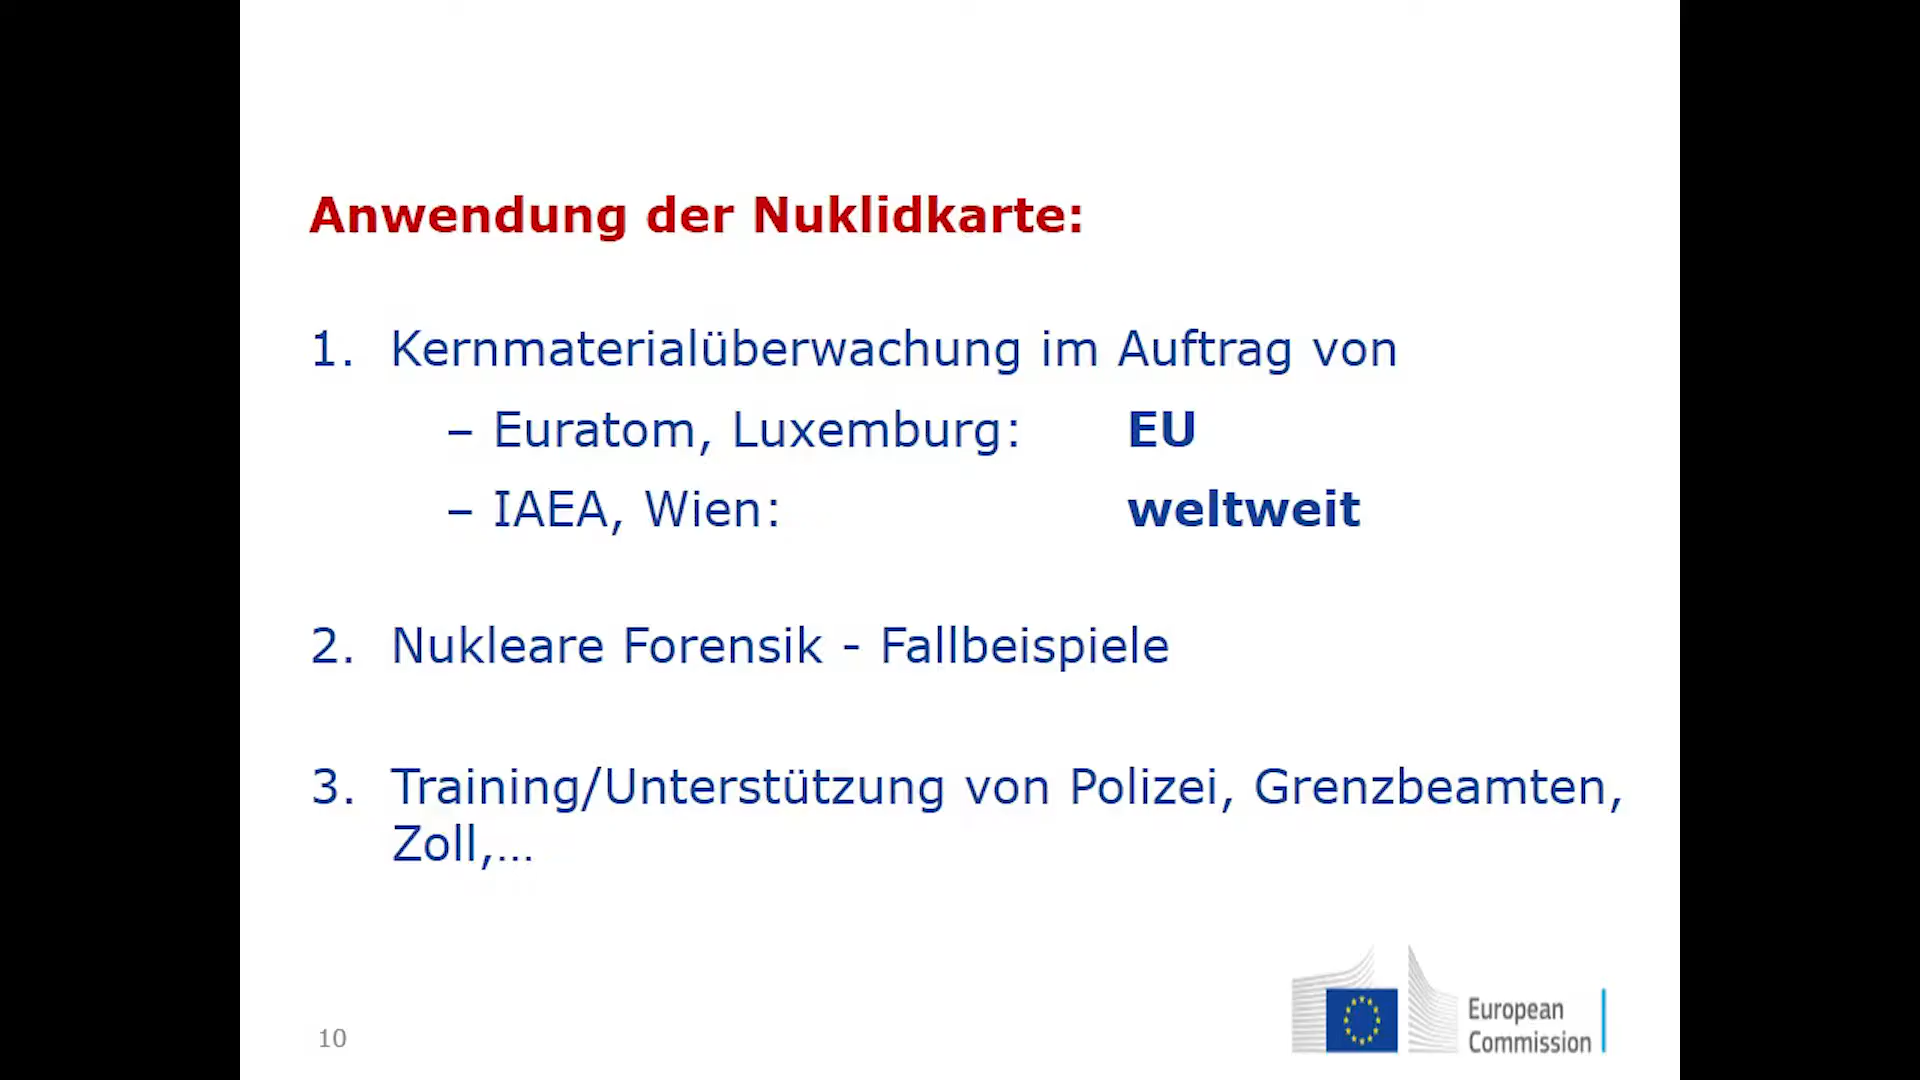 Anwendung der Nuklidkarte:
1. Kernmaterialüberwachung im Auftrag von
– Euratom, Luxemburg: EU
– IAEA, Wien: weltweit
2. Nukleare Forensik - Fallbeispiele
3. Training/Unterstützung von Polizei, Grenzbeamten,
Zoll,…
10
European
Commission